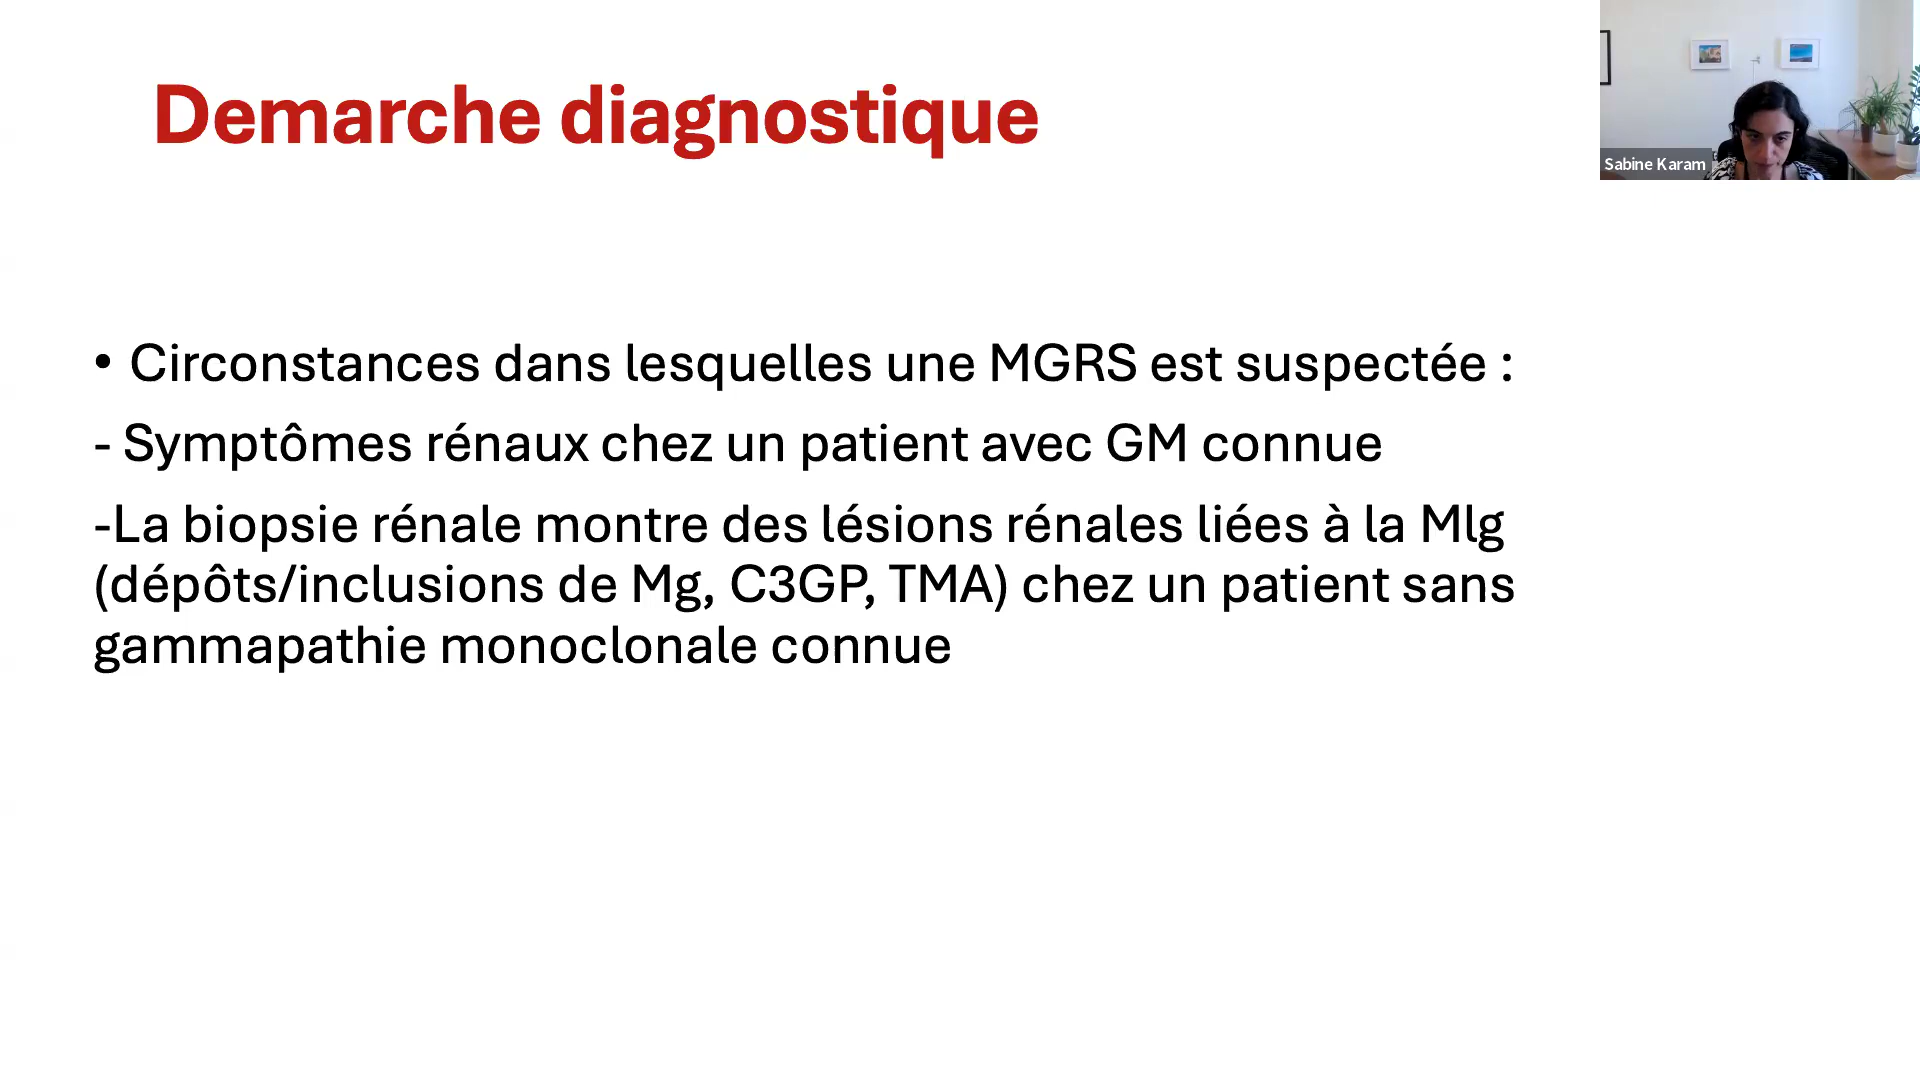 Demarche diagnostique
Sabine Karam
• Circonstances dans lesquelles une MGRS est suspectée :
- Symptômes rénaux chez un patient avec GM connue
-La biopsie rénale montre des lésions rénales liées à la MIg
(dépôts/inclusions de Mg, C3GP, TMA) chez un patient sans
gammapathie monoclonale connue